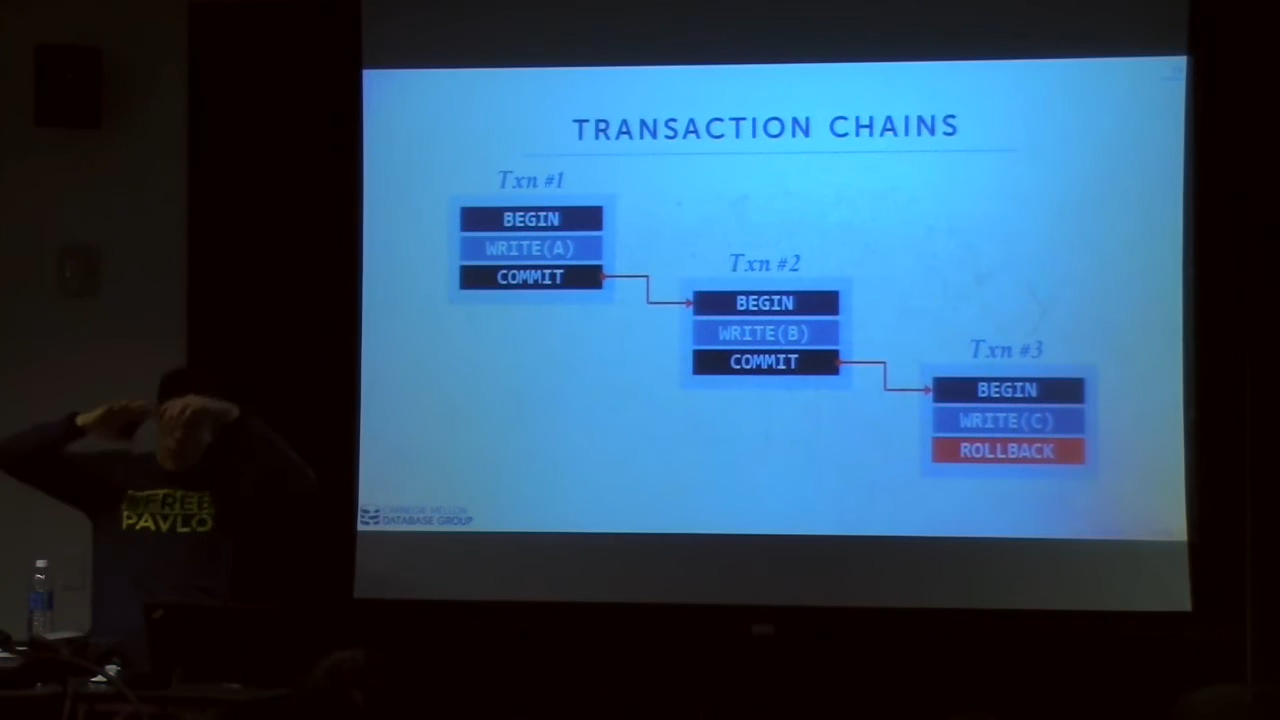 TRANSACTION CHAINS
Txn #1
BEGIN
WRITE(A)
COMMIT
Txn #2
BEGIN
WRITE(B)
COMMIT
Txn #3
BEGIN
WRITE(C)
ROLLBACK
CARNEGIE MELLON
DATABASE GROUP
#FREE
PAVLO